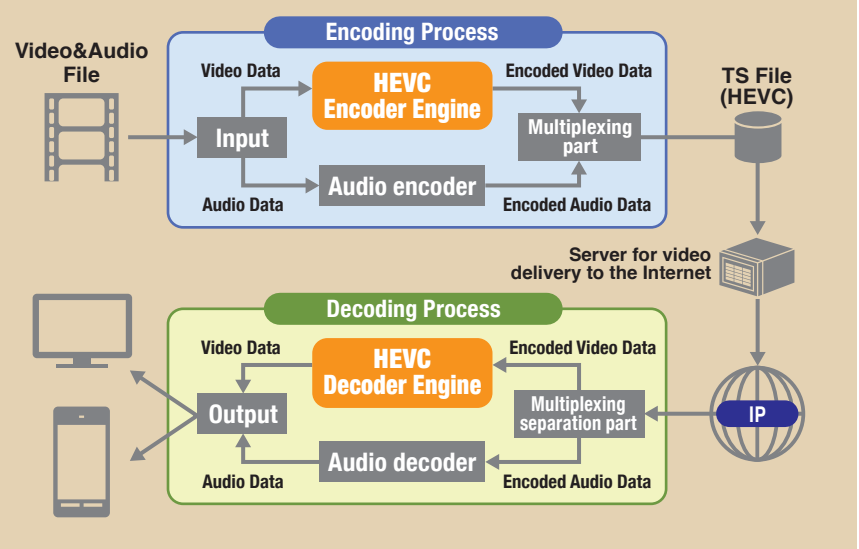 Encoding Process
Video&Audio
File
Video Data
HEVC
Encoder Engine
Encoded Video Data
Input
Multiplexing
part
Audio encoder
Audio Data
Encoded Audio Data
TS File
(HEVC)
Server for video
delivery to the Internet
IP
Decoding Process
Video Data
HEVC
Decoder Engine
Encoded Video Data
Output
Multiplexing
separation part
Audio decoder
Audio Data
Encoded Audio Data